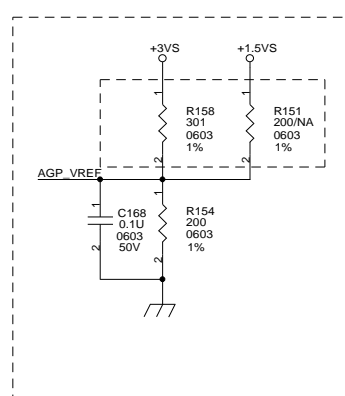 +3VS
+1.5VS
1
1
R158
301
0603
1%
R151
200/NA
0603
1%
2
2
AGP_VREF
1
1
C168
0.1U
0603
50V
R154
200
0603
1%
2
2